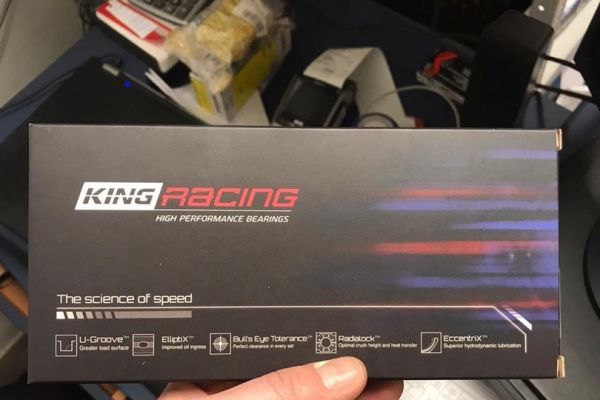 KING RACING
HIGH PERFORMANCE BEARINGS
The science of speed
U-Groove™
Greater load surface
ElliptiX™
Improved oil ingress
Bull's Eye Tolerance™
Perfect clearance in every set
Radialock™
Optimal crush height and heat transfer
EccentriX™
Superior hydrodynamic lubrication